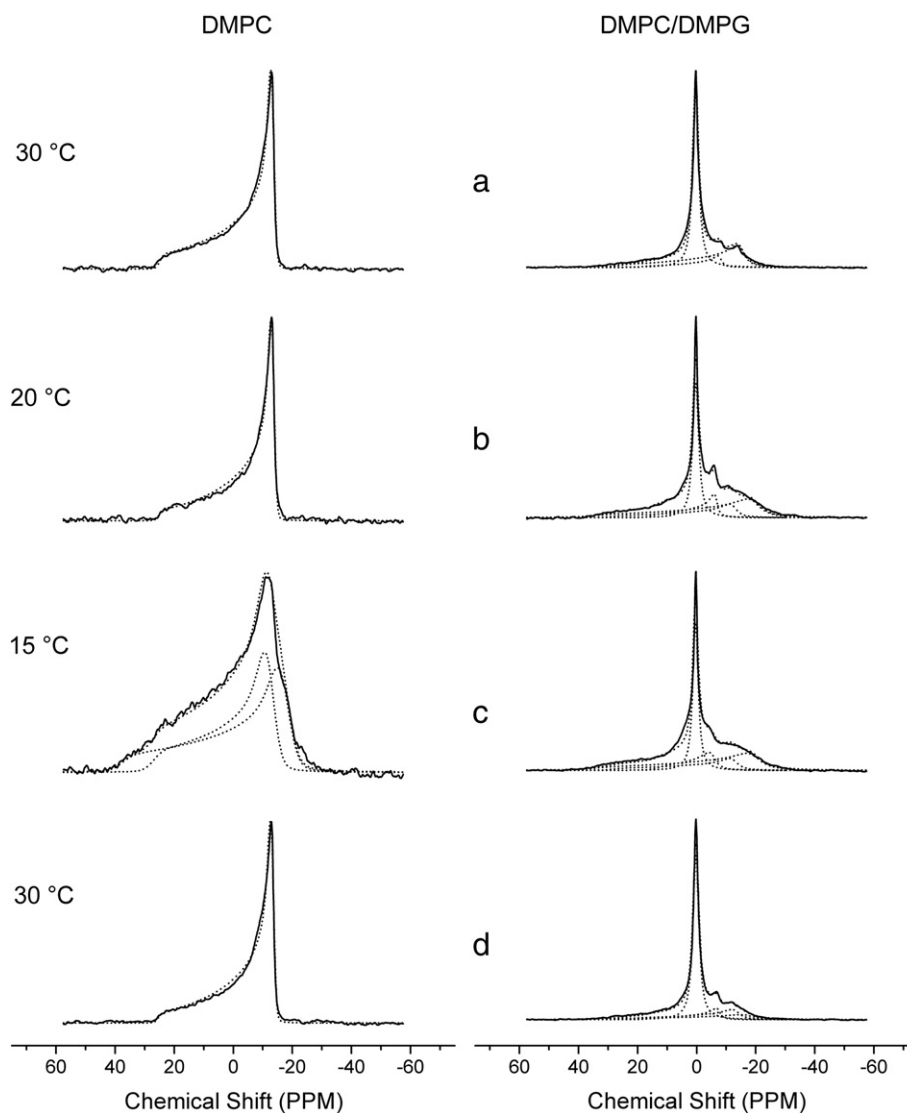 DMPC DMPC/DMPG
30 °C a
20 °C b
15 °C c
30 °C d
60 40 20 0 -20 -40 -60 60 40 20 0 -20 -40 -60
Chemical Shift (PPM) Chemical Shift (PPM)